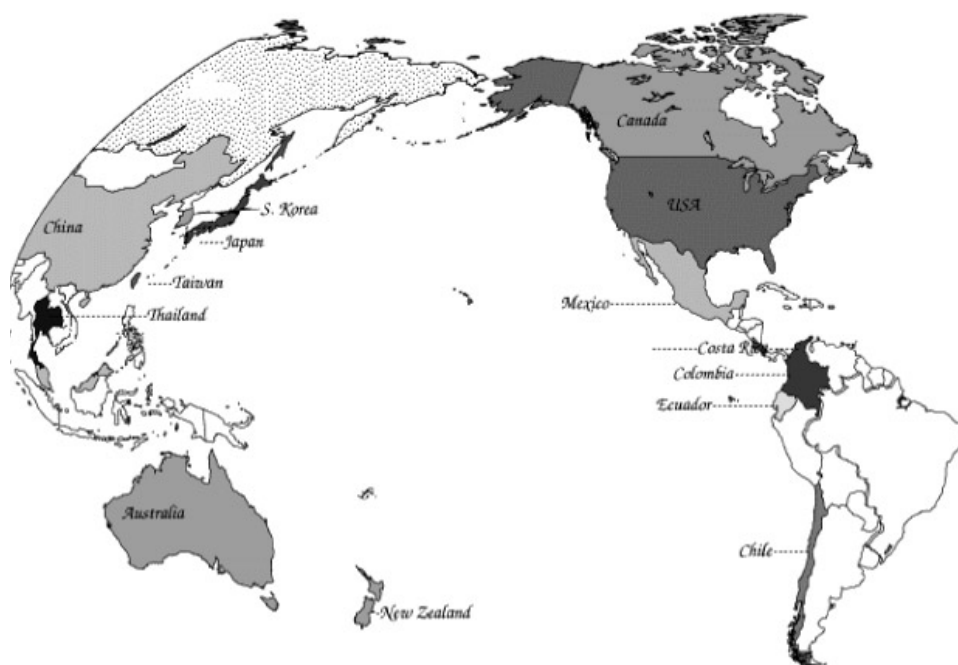 Canada
USA
S. Korea
China
Japan
Taiwan
Mexico
Thailand
Costa Rica
Colombia
Ecuador
Australia
Chile
New Zealand